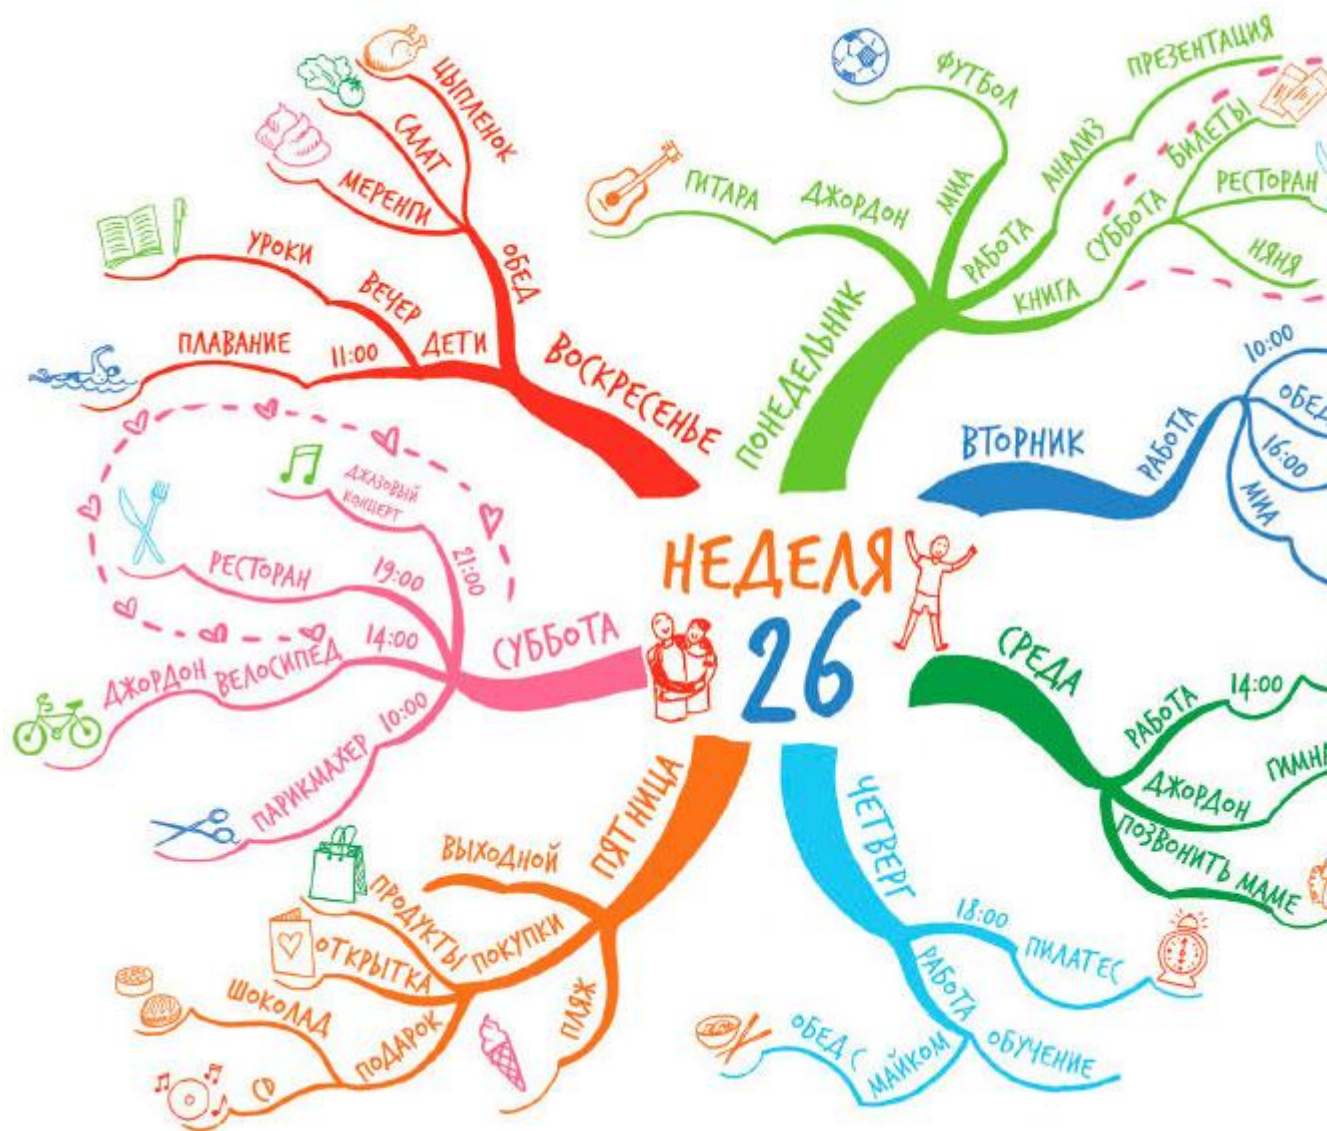 НЕДЕЛЯ
26
ПОНЕДЕЛЬНИК
ДЖОРДОН
ГИТАРА
МИА
ФУТБОЛ
РАБОТА
АНАЛИЗ
ПРЕЗЕНТАЦИЯ
КНИГА
СУББОТА
БИЛЕТЫ
РЕСТОРАН
НЯНЯ
ВТОРНИК
РАБОТА
10:00
ОБЕД
16:00
МИА
СРЕДА
РАБОТА
14:00
ДЖОРДОН
ГИМНА
ПОЗВОНИТЬ МАМЕ
ЧЕТВЕРГ
18:00
ПИЛАТЕС
РАБОТА
ОБУЧЕНИЕ
ОБЕД С
МАЙКОМ
ПЯТНИЦА
ВЫХОДНОЙ
ПОКУПКИ
ПРОДУКТЫ
ОТКРЫТКА
ПОДАРОК
ШОКОЛАД
CD
ПЛЯЖ
СУББОТА
10:00
ПАРИКМАХЕР
14:00
ВЕЛОСИПЕД
ДЖОРДОН
19:00
РЕСТОРАН
21:00
ДЖАЗОВЫЙ
КОНЦЕРТ
ВОСКРЕСЕНЬЕ
ДЕТИ
11:00
ПЛАВАНИЕ
ВЕЧЕР
УРОКИ
ОБЕД
МЕРЕНГИ
САЛАТ
ЦЫПЛЕНОК